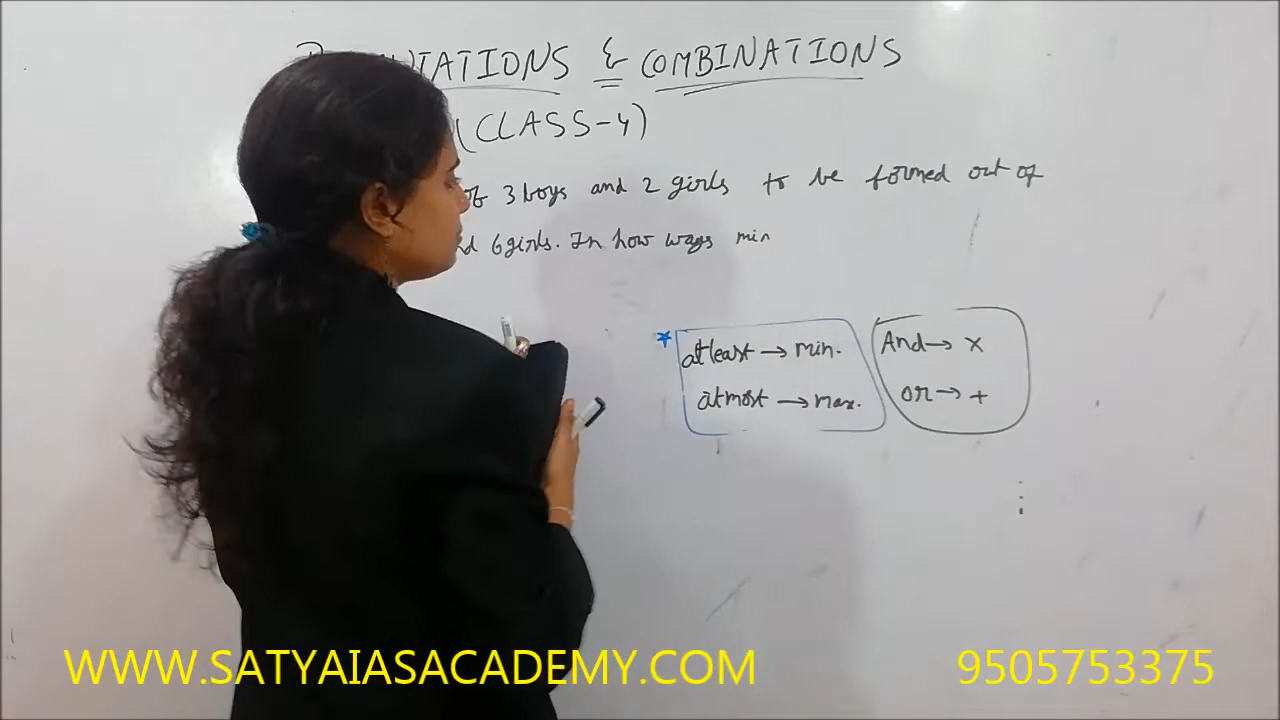 & COMBINATIONS
(CLASS-4)
3 boys and 2 girls to be formed out of
6 girls. In how ways min
* atleast → min. And → ×
atmost → max. or → +
WWW.SATYAIASACADEMY.COM 9505753375